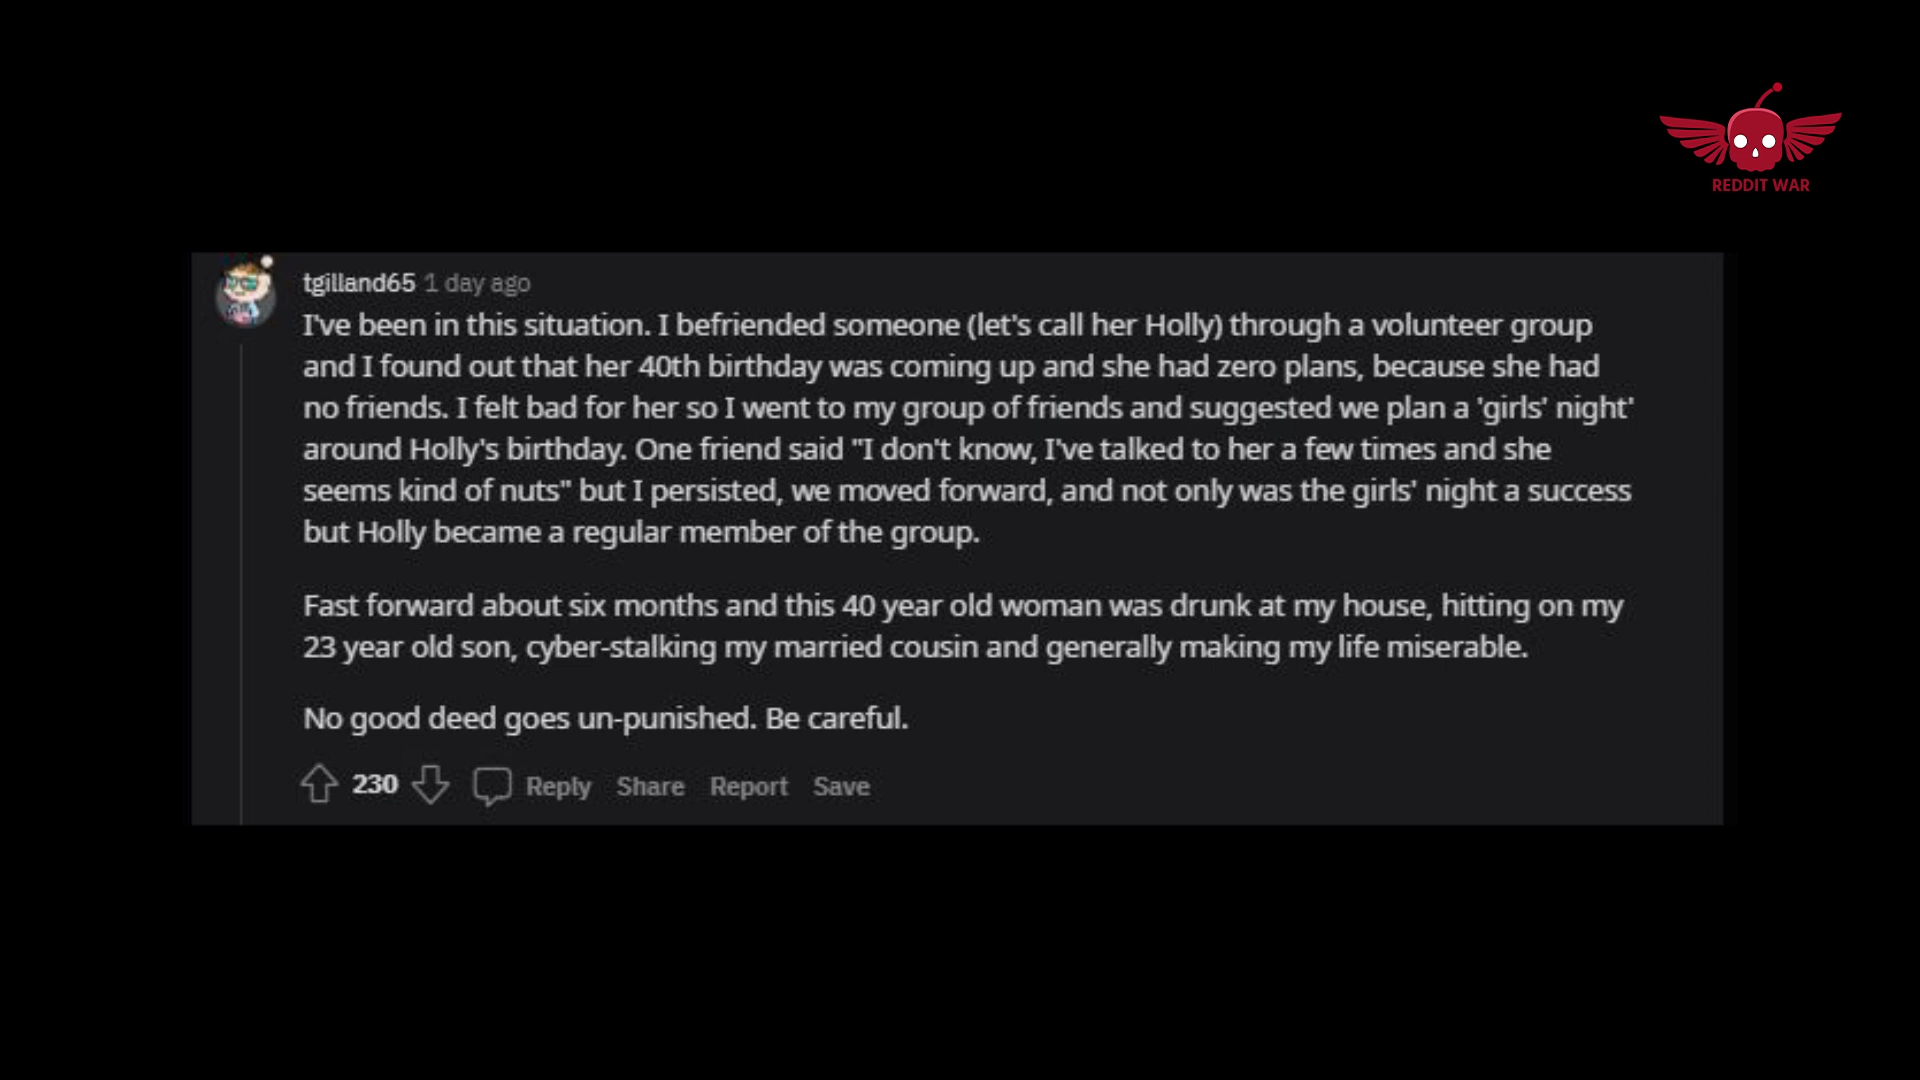 REDDIT WAR
tgilland65 1 day ago
I've been in this situation. I befriended someone (let's call her Holly) through a volunteer group
and I found out that her 40th birthday was coming up and she had zero plans, because she had
no friends. I felt bad for her so I went to my group of friends and suggested we plan a 'girls' night'
around Holly's birthday. One friend said "I don't know, I've talked to her a few times and she
seems kind of nuts" but I persisted, we moved forward, and not only was the girls' night a success
but Holly became a regular member of the group.
Fast forward about six months and this 40 year old woman was drunk at my house, hitting on my
23 year old son, cyber-stalking my married cousin and generally making my life miserable.
No good deed goes un-punished. Be careful.
230 Reply Share Report Save